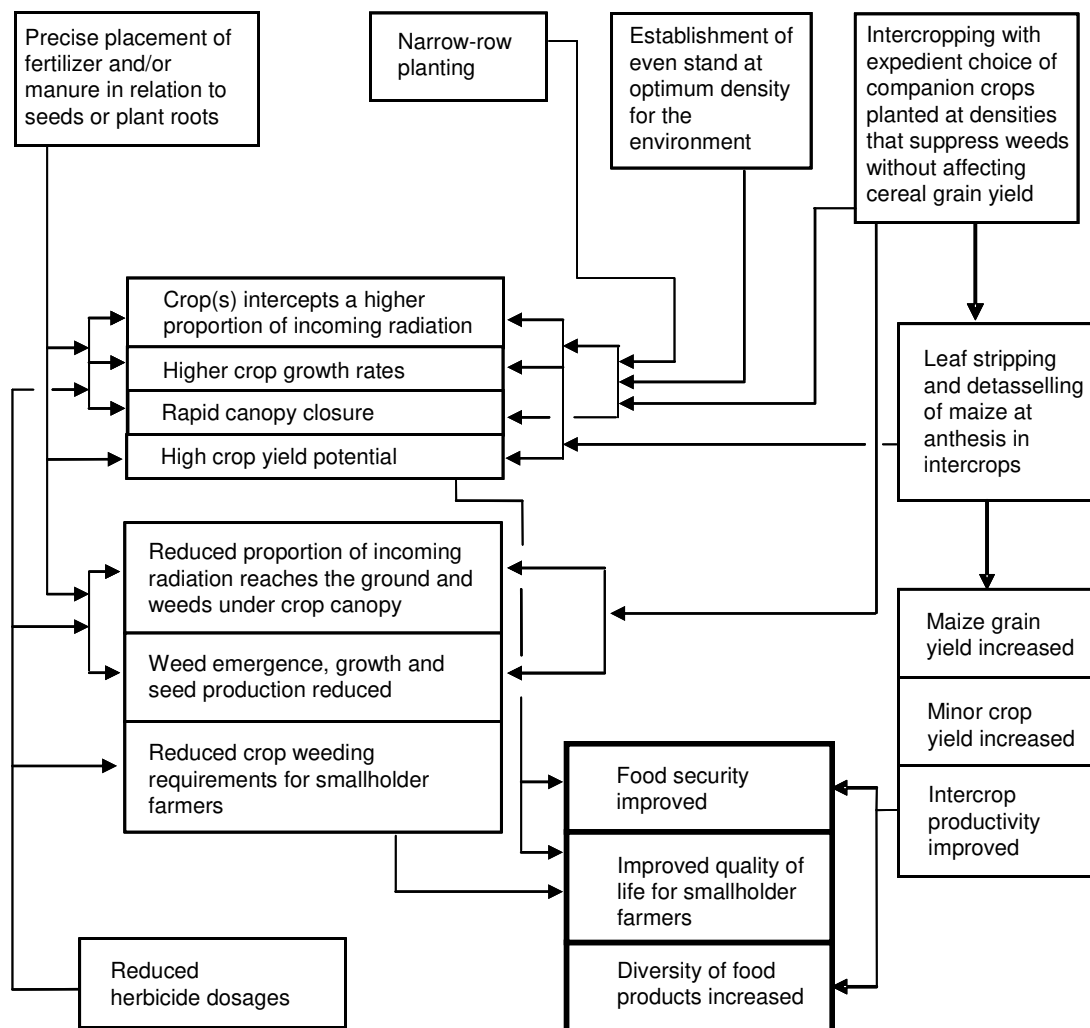 Precise placement of
fertilizer and/or
manure in relation to
seeds or plant roots
Narrow-row
planting
Establishment of
even stand at
optimum density
for the
environment
Intercropping with
expedient choice of
companion crops
planted at densities
that suppress weeds
without affecting
cereal grain yield
Crop(s) intercepts a higher
proportion of incoming radiation
Higher crop growth rates
Rapid canopy closure
High crop yield potential
Leaf stripping
and detasselling
of maize at
anthesis in
intercrops
Reduced proportion of incoming
radiation reaches the ground and
weeds under crop canopy
Weed emergence, growth and
seed production reduced
Reduced crop weeding
requirements for smallholder
farmers
Maize grain
yield increased
Minor crop
yield increased
Intercrop
productivity
improved
Food security
improved
Improved quality of
life for smallholder
farmers
Diversity of food
products increased
Reduced
herbicide dosages